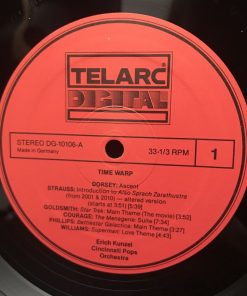 TELARC
DIGITAL
STEREO DG-10106-A
Made in Germany
33-1/3 RPM
1
TIME WARP
DORSEY: Ascent
STRAUSS: Introduction to Also Sprach Zarathustra
(from 2001 & 2010) — altered version
(starts at 3:51) [5:39]
GOLDSMITH: Star Trek: Main Theme (The movie) [3:52]
COURAGE: The Menagerie Suite [7:34]
PHILLIPS: Battlestar Galactica: Main Theme [3:36]
WILLIAMS: Superman: Love Theme [4:43]
Erich Kunzel
Cincinnati Pops
Orchestra